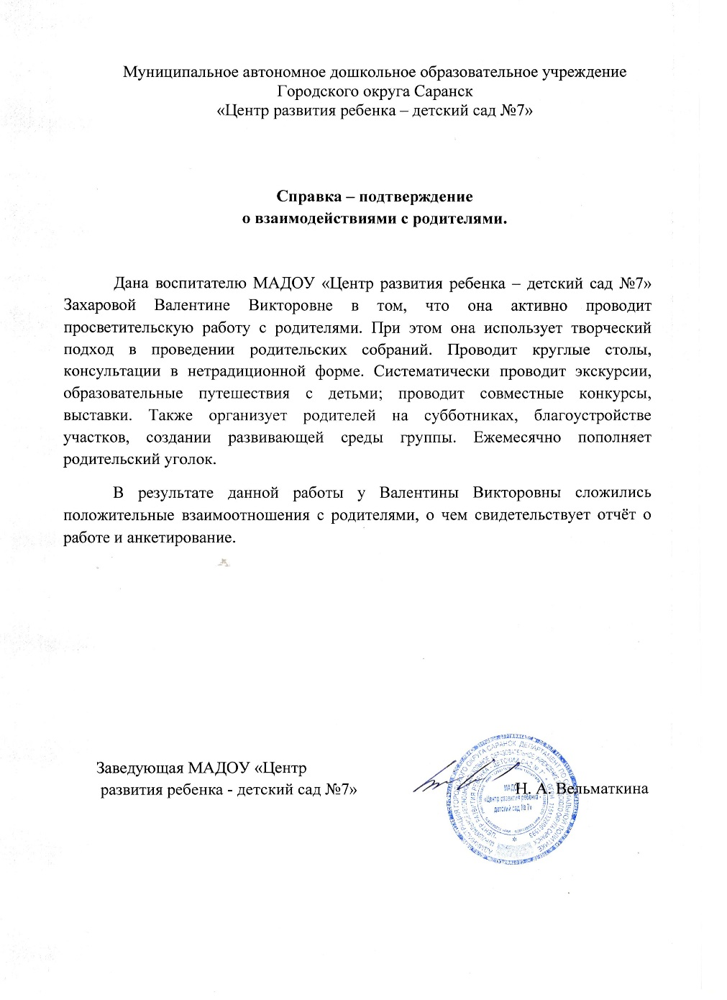 Муниципальное автономное дошкольное образовательное учреждение
Городского округа Саранск
«Центр развития ребенка – детский сад №7»
Справка – подтверждение
о взаимодействиями с родителями.
Дана воспитателю МАДОУ «Центр развития ребенка – детский сад №7»
Захаровой Валентине Викторовне в том, что она активно проводит
просветительскую работу с родителями. При этом она использует творческий
подход в проведении родительских собраний. Проводит круглые столы,
консультации в нетрадиционной форме. Систематически проводит экскурсии,
образовательные путешествия с детьми; проводит совместные конкурсы,
выставки. Также организует родителей на субботниках, благоустройстве
участков, создании развивающей среды группы. Ежемесячно пополняет
родительский уголок.
В результате данной работы у Валентины Викторовны сложились
положительные взаимоотношения с родителями, о чем свидетельствует отчёт о
работе и анкетирование.
Заведующая МАДОУ «Центр
развития ребенка - детский сад №7»
Н. А. Вельматкина
МАДОУ
«Центр развития ребенка -
детский сад №7»